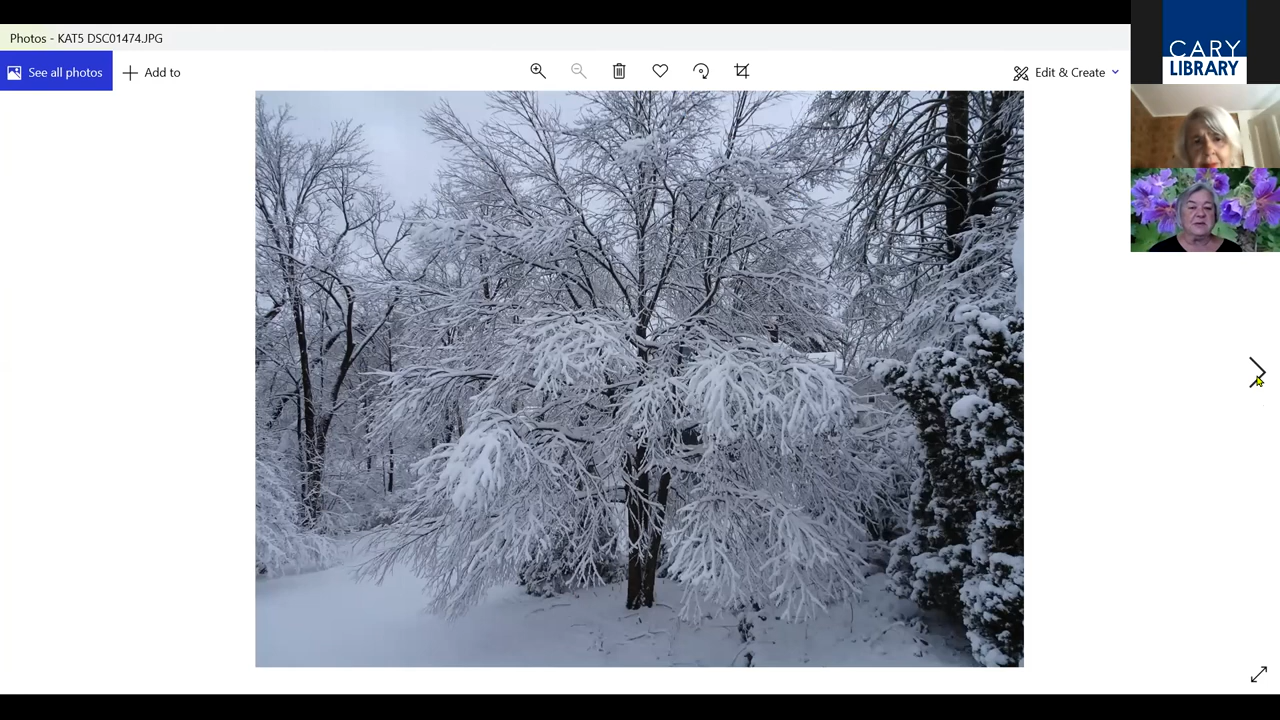 Photos - KAT5 DSC01474.JPG
See all photos
Add to
Edit & Create
CARY
LIBRARY